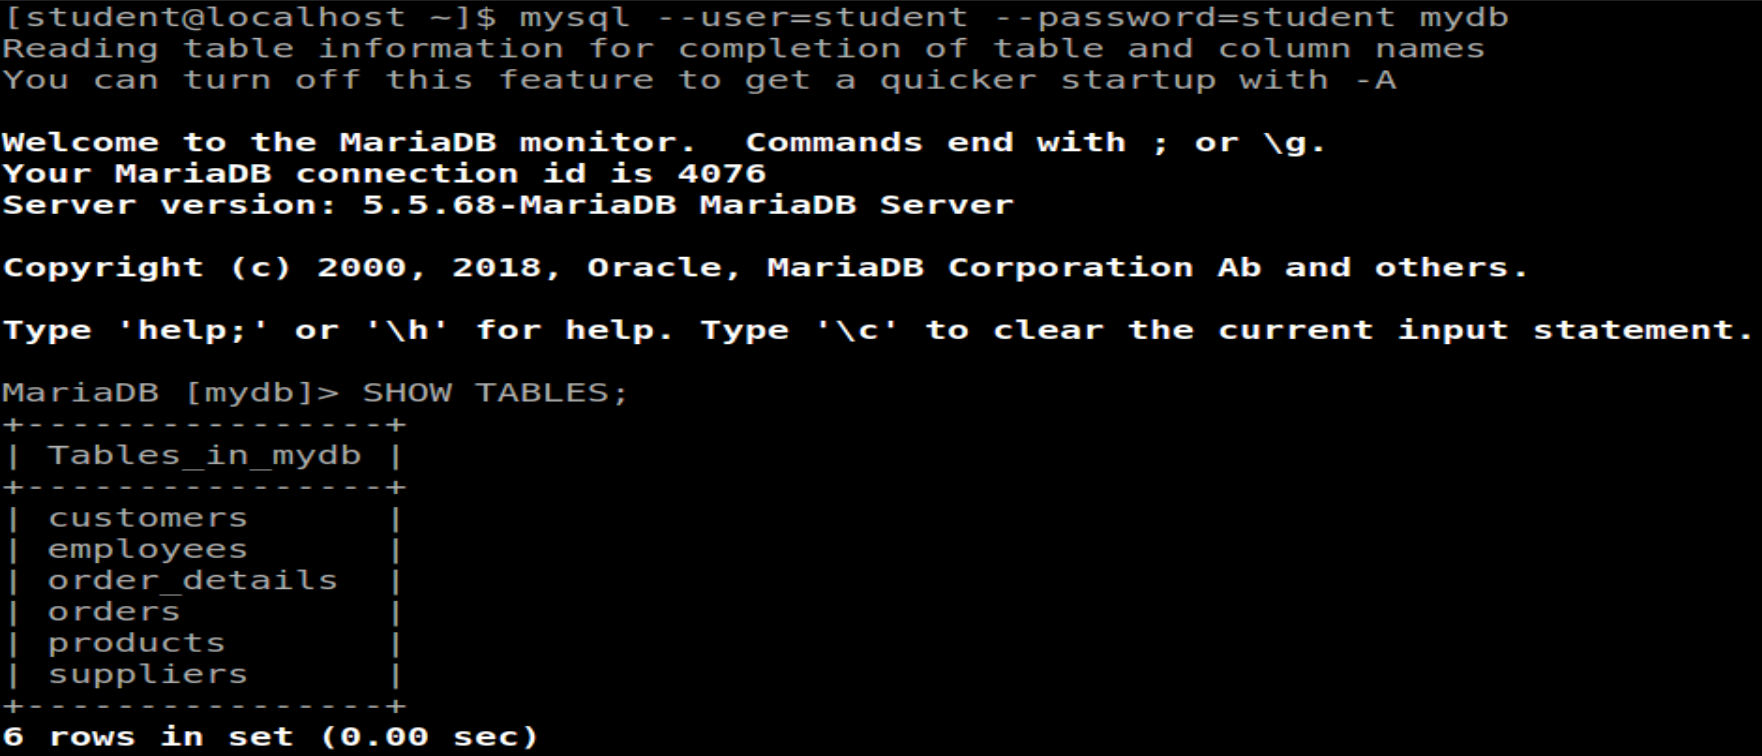 [student@localhost ~]$ mysql --user=student --password=student mydb
Reading table information for completion of table and column names
You can turn off this feature to get a quicker startup with -A
Welcome to the MariaDB monitor.  Commands end with ; or \g.
Your MariaDB connection id is 4076
Server version: 5.5.68-MariaDB MariaDB Server
Copyright (c) 2000, 2018, Oracle, MariaDB Corporation Ab and others.
Type 'help;' or '\h' for help. Type '\c' to clear the current input statement.
MariaDB [mydb]> SHOW TABLES;
+----------------+
| Tables_in_mydb |
+----------------+
| customers      |
| employees      |
| order_details  |
| orders         |
| products       |
| suppliers      |
+----------------+
6 rows in set (0.00 sec)